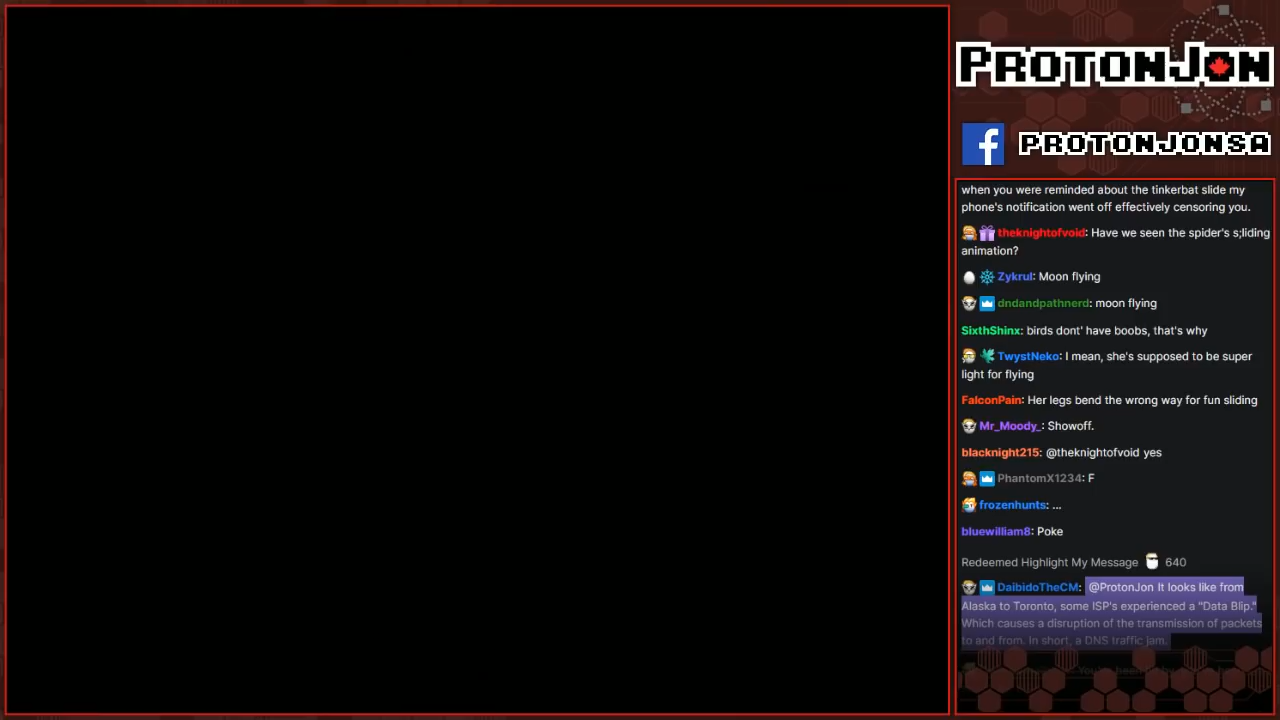 PROTONJON
PROTONJONSA
when you were reminded about the tinkerbat slide my
phone's notification went off effectively censoring you.
theknightofvoid: Have we seen the spider's s;liding
animation?
Zykrul: Moon flying
dndandpathnerd: moon flying
SixthShinx: birds dont' have boobs, that's why
TwystNeko: I mean, she's supposed to be super
light for flying
FalconPain: Her legs bend the wrong way for fun sliding
Mr_Moody_: Showoff.
blacknight215: @theknightofvoid yes
PhantomX1234: F
frozenhunts: ...
bluewilliam8: Poke
Redeemed Highlight My Message 640
DaibidoTheCM: @ProtonJon It looks like from
Alaska to Toronto, some ISP's experienced a "Data Blip."
Which causes a disruption of the transmission of packets
to and from. In short, a DNS traffic jam.